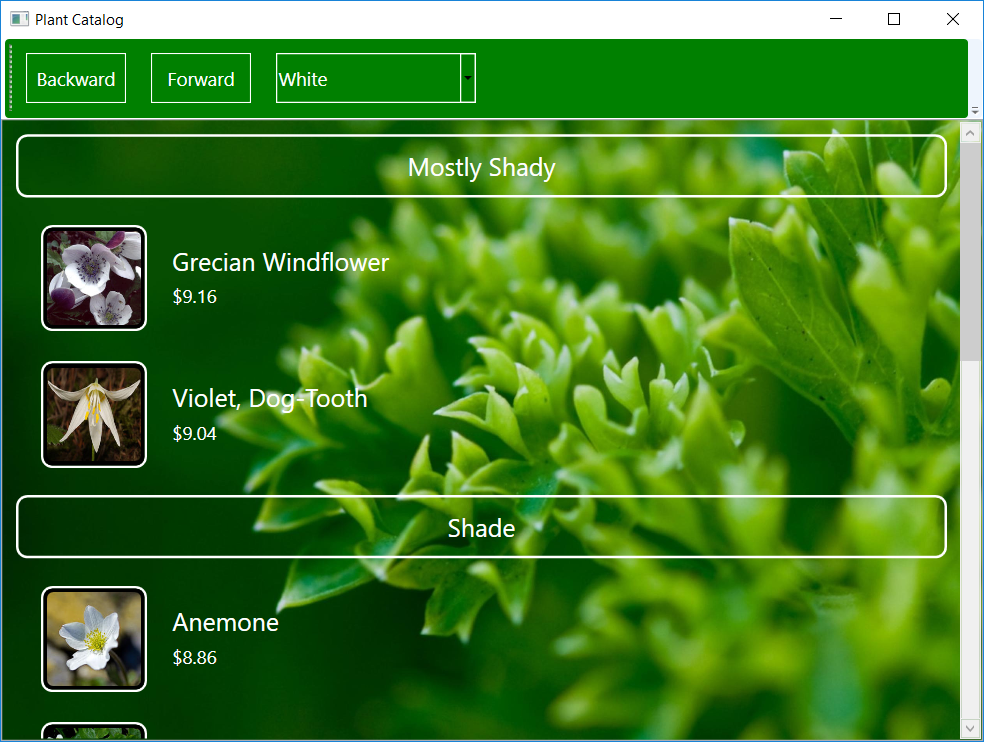 Plant Catalog
Backward
Forward
White
Mostly Shady
Grecian Windflower
$9.16
Violet, Dog-Tooth
$9.04
Shade
Anemone
$8.86